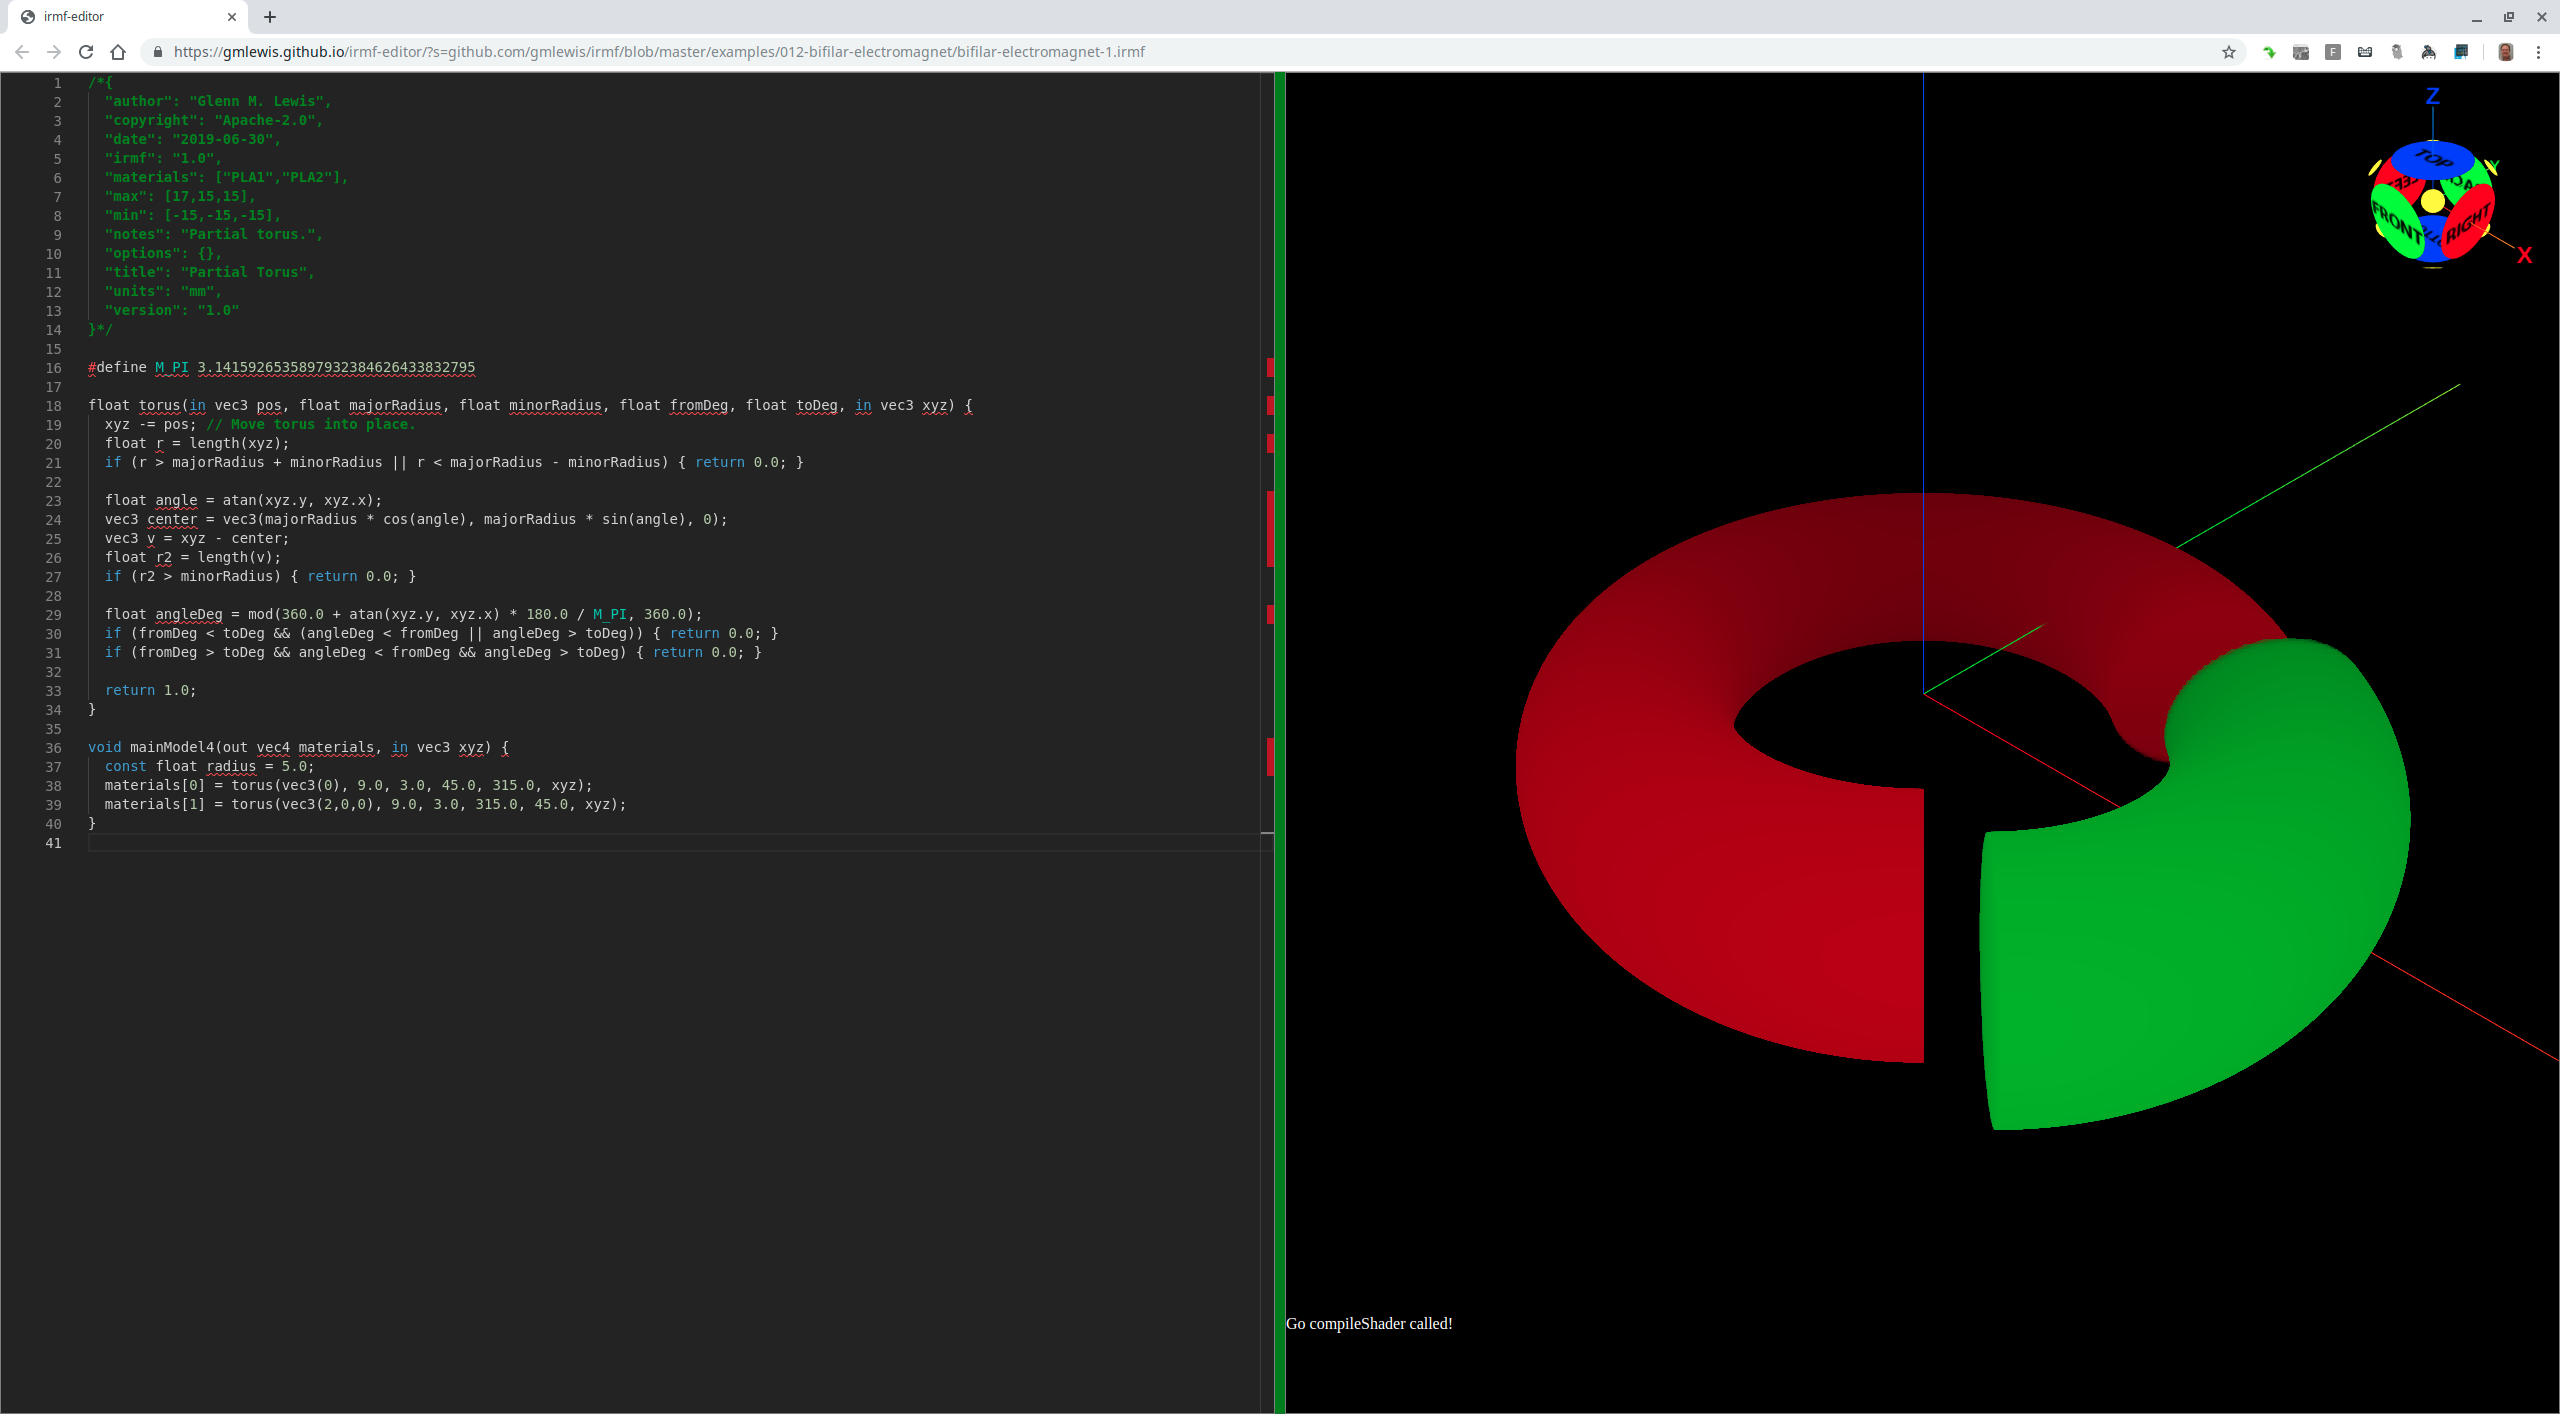 irmf-editor
https://gmlewis.github.io/irmf-editor/?s=github.com/gmlewis/irmf/blob/master/examples/012-bifilar-electromagnet/bifilar-electromagnet-1.irmf
F
1 /*{
2 "author": "Glenn M. Lewis",
3 "copyright": "Apache-2.0",
4 "date": "2019-06-30",
5 "irmf": "1.0",
6 "materials": ["PLA1","PLA2"],
7 "max": [17,15,15],
8 "min": [-15,-15,-15],
9 "notes": "Partial torus.",
10 "options": {},
11 "title": "Partial Torus",
12 "units": "mm",
13 "version": "1.0"
14 }*/
15
16 #define M_PI 3.1415926535897932384626433832795
17
18 float torus(in vec3 pos, float majorRadius, float minorRadius, float fromDeg, float toDeg, in vec3 xyz) {
19 xyz -= pos; // Move torus into place.
20 float r = length(xyz);
21 if (r > majorRadius + minorRadius || r < majorRadius - minorRadius) { return 0.0; }
22
23 float angle = atan(xyz.y, xyz.x);
24 vec3 center = vec3(majorRadius * cos(angle), majorRadius * sin(angle), 0);
25 vec3 v = xyz - center;
26 float r2 = length(v);
27 if (r2 > minorRadius) { return 0.0; }
28
29 float angleDeg = mod(360.0 + atan(xyz.y, xyz.x) * 180.0 / M_PI, 360.0);
30 if (fromDeg < toDeg && (angleDeg < fromDeg || angleDeg > toDeg)) { return 0.0; }
31 if (fromDeg > toDeg && angleDeg < fromDeg && angleDeg > toDeg) { return 0.0; }
32
33 return 1.0;
34 }
35
36 void mainModel4(out vec4 materials, in vec3 xyz) {
37 const float radius = 5.0;
38 materials[0] = torus(vec3(0), 9.0, 3.0, 45.0, 315.0, xyz);
39 materials[1] = torus(vec3(2,0,0), 9.0, 3.0, 315.0, 45.0, xyz);
40 }
41
Z
TOP
Y
FRONT
RIGHT
X
Go compileShader called!